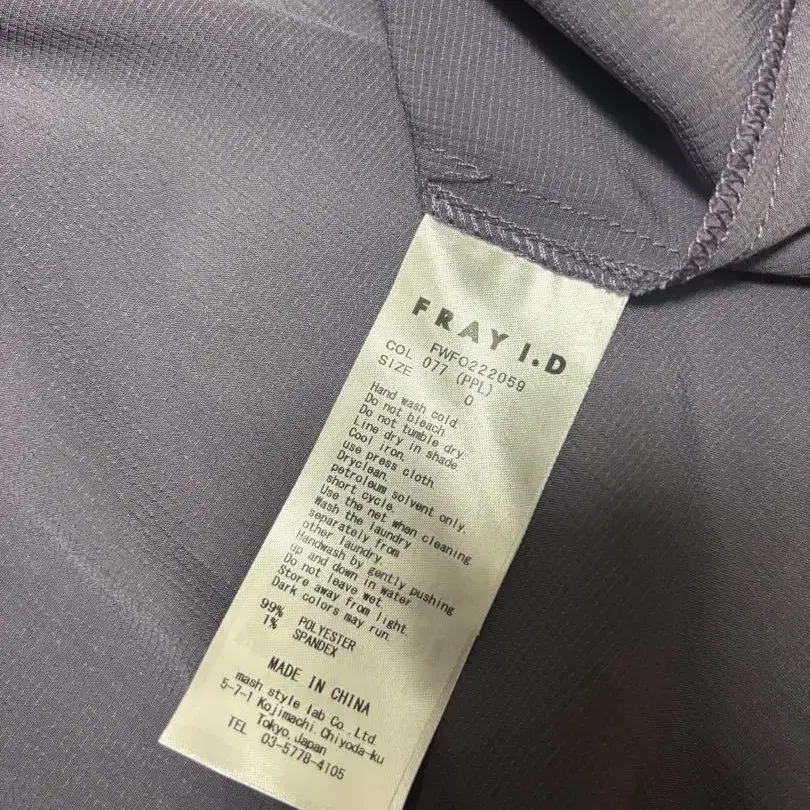 FRAY I.D
FWFO222059
COL 077 (PPL)
SIZE 0
Hand wash cold.
Do not bleach
Do not tumble dry.
Line dry in shade
Cool iron.
use press cloth
Dryclean.
petroleum solvent only.
short cycle.
Use the net when cleaning.
Wash the laundry
separately from
other laundry.
Handwash by gently pushing
up and down in water
Do not leave wet.
Store away from light.
Dark colors may run.
99% POLYESTER
1% SPANDEX
MADE IN CHINA
mash style lab Co., Ltd.
5-7-1 Kojimachi.Chiyoda-ku
Tokyo.Japan
TEL 03-5778-4105